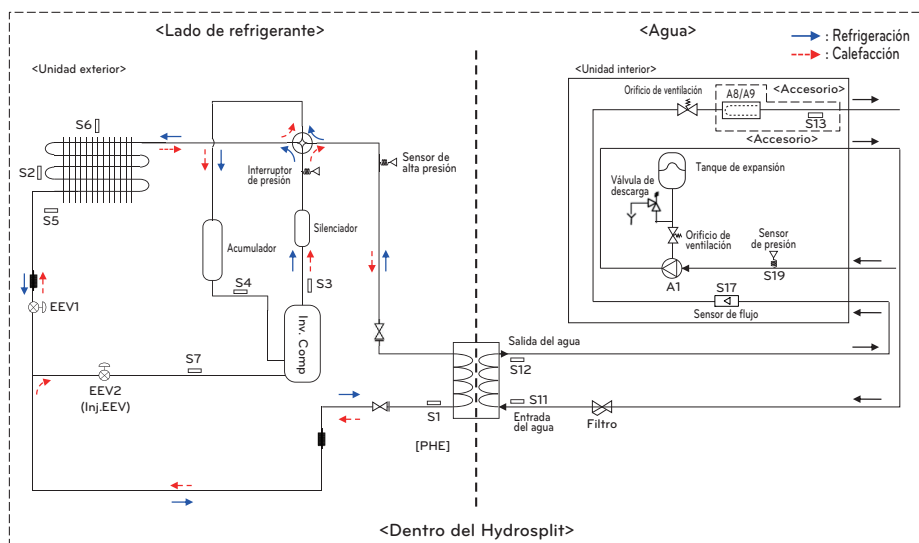 <Lado de refrigerante>
<Agua>
: Refrigeración
: Calefacción
<Unidad exterior>
<Unidad interior>
S6
S2
S5
EEV1
EEV2
(Inj.EEV)
S7
Acumulador
S4
Interruptor
de presión
Silenciador
S3
Inv. Comp
Sensor de
alta presión
S1
[PHE]
Orificio de ventilación
A8/A9
<Accesorio>
S13
<Accesorio>
Tanque de expansión
Válvula de
descarga
Orificio de
ventilación
Sensor
de presión
S19
A1
S17
Sensor de flujo
Salida del agua
S12
S11
Entrada
del agua
Filtro
<Dentro del Hydrosplit>